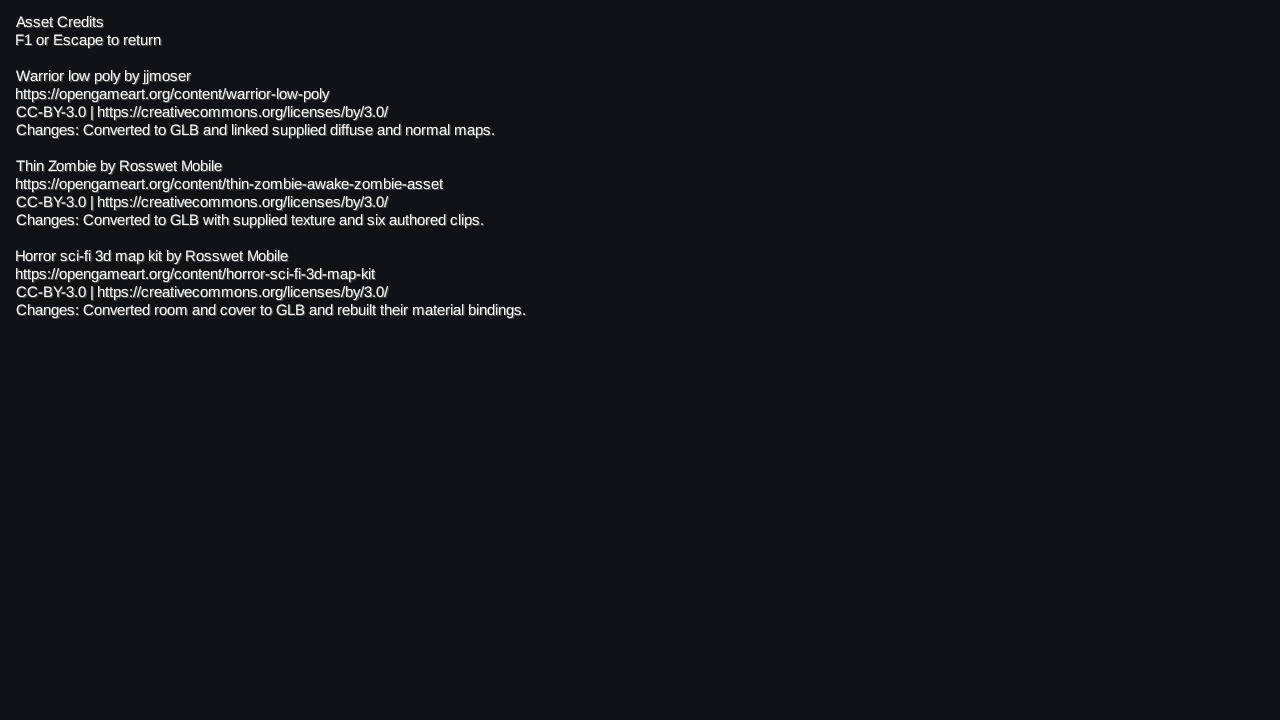 Asset Credits
F1 or Escape to return
Warrior low poly by jjmoser
https://opengameart.org/content/warrior-low-poly
CC-BY-3.0 | https://creativecommons.org/licenses/by/3.0/
Changes: Converted to GLB and linked supplied diffuse and normal maps.
Thin Zombie by Rosswet Mobile
https://opengameart.org/content/thin-zombie-awake-zombie-asset
CC-BY-3.0 | https://creativecommons.org/licenses/by/3.0/
Changes: Converted to GLB with supplied texture and six authored clips.
Horror sci-fi 3d map kit by Rosswet Mobile
https://opengameart.org/content/horror-sci-fi-3d-map-kit
CC-BY-3.0 | https://creativecommons.org/licenses/by/3.0/
Changes: Converted room and cover to GLB and rebuilt their material bindings.